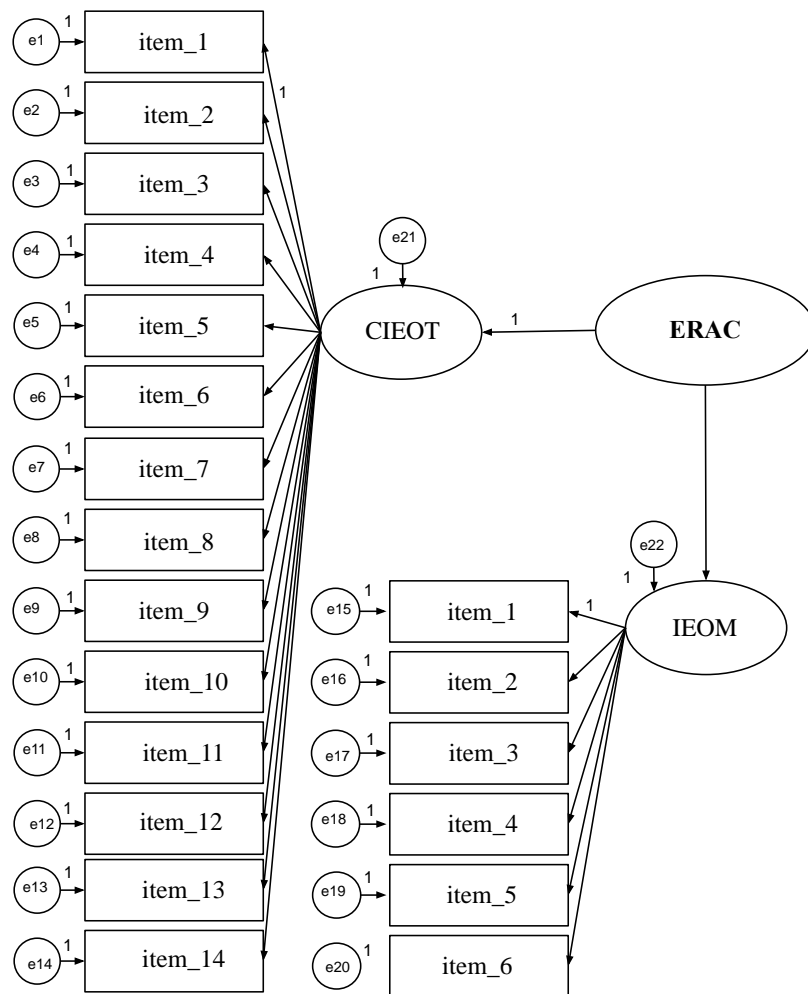 1
e1
item_1
1
1
e2
item_2
1
e3
item_3
1
e4
item_4
1
e5
item_5
1
e6
item_6
1
e7
item_7
1
e8
item_8
1
e9
item_9
1
e10
item_10
1
e11
item_11
1
e12
item_12
1
e13
item_13
1
e14
item_14
e21
1
CIEOT
1
ERAC
e22
1
IEOM
1
1
e15
item_1
1
e16
item_2
1
e17
item_3
1
e18
item_4
1
e19
item_5
1
e20
item_6